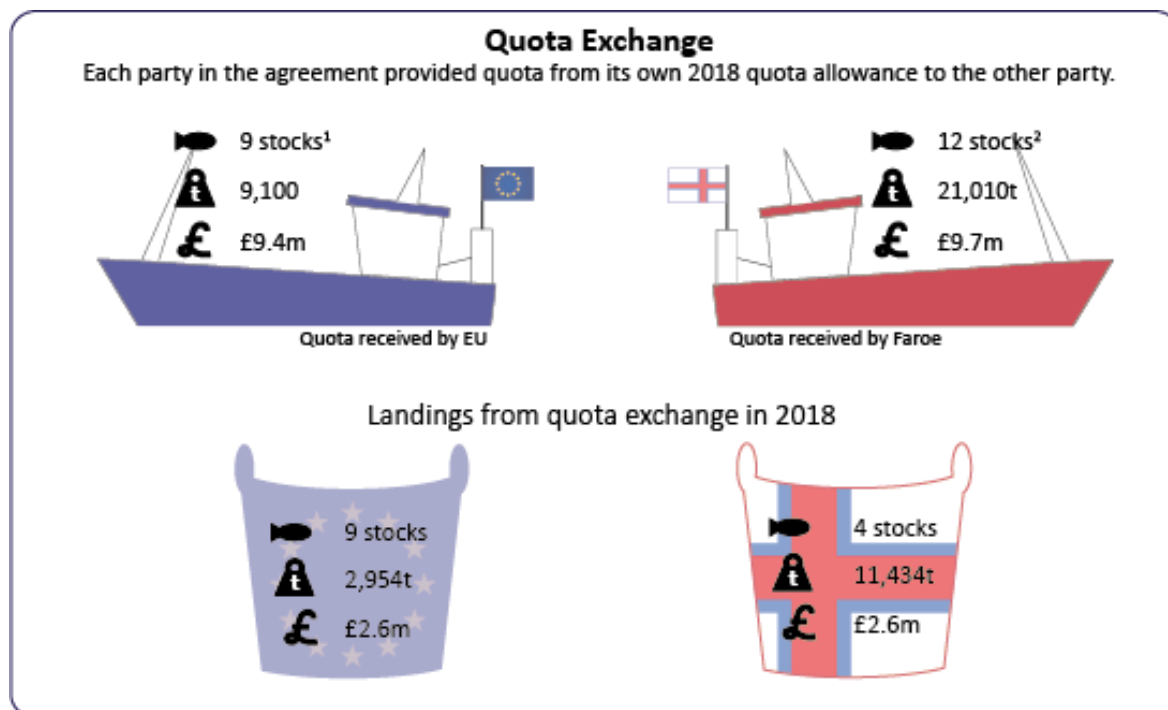 Quota Exchange
Each party in the agreement provided quota from its own 2018 quota allowance to the other party.
9 stocks¹
t 9,100
£ £9.4m
Quota received by EU
12 stocks²
t 21,010t
£ £9.7m
Quota received by Faroe
Landings from quota exchange in 2018
9 stocks
t 2,954t
£ £2.6m
4 stocks
t 11,434t
£ £2.6m